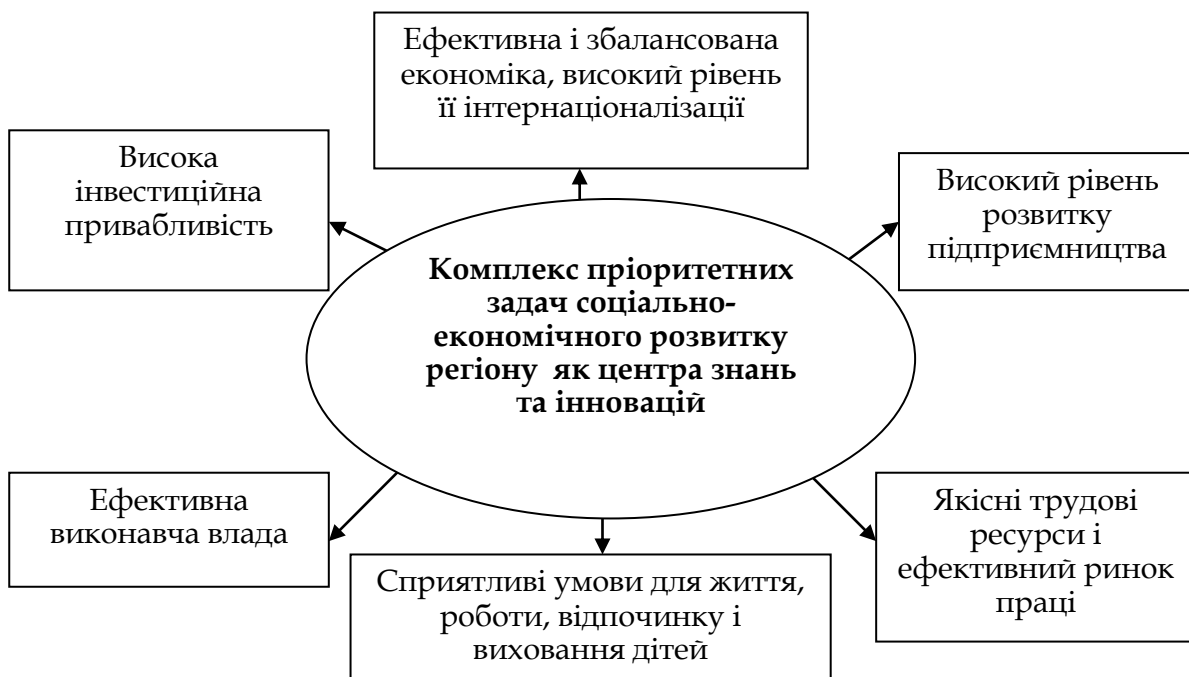 Ефективна і збалансована
економіка, високий рівень
її інтернаціоналізації
Висока
інвестиційна
привабливість
Високий рівень
розвитку
підприємництва
Комплекс пріоритетних
задач соціально-
економічного розвитку
регіону як центра знань
та інновацій
Ефективна
виконавча влада
Сприятливі умови для життя,
роботи, відпочинку і
виховання дітей
Якісні трудові
ресурси і
ефективний ринок
праці